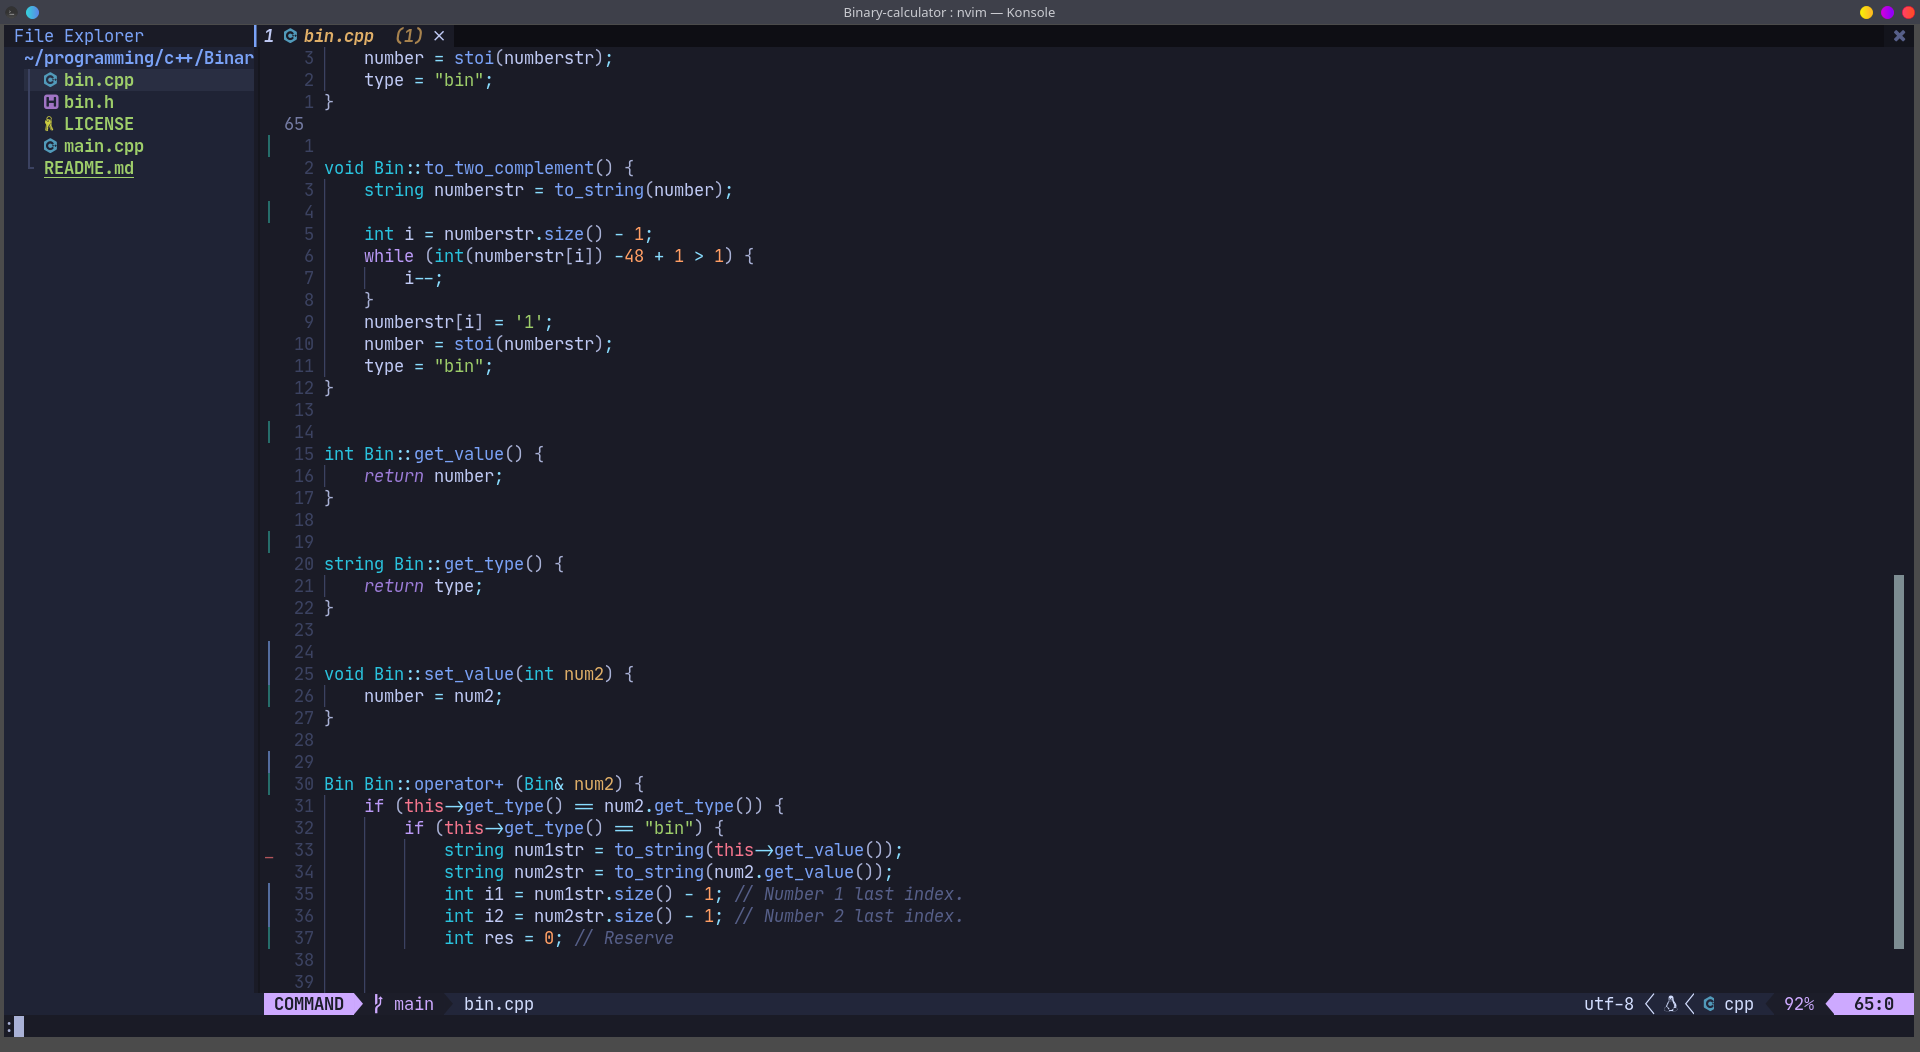 Binary-calculator : nvim — Konsole
File Explorer
~/programming/c++/Binar
bin.cpp
bin.h
LICENSE
main.cpp
README.md
1 bin.cpp (1) ×
3 number = stoi(numberstr);
2 type = "bin";
1 }
65
1
2 void Bin::to_two_complement() {
3 string numberstr = to_string(number);
4
5 int i = numberstr.size() - 1;
6 while (int(numberstr[i]) -48 + 1 > 1) {
7 i--;
8 }
9 numberstr[i] = '1';
10 number = stoi(numberstr);
11 type = "bin";
12 }
13
14
15 int Bin::get_value() {
16 return number;
17 }
18
19
20 string Bin::get_type() {
21 return type;
22 }
23
24
25 void Bin::set_value(int num2) {
26 number = num2;
27 }
28
29
30 Bin Bin::operator+ (Bin& num2) {
31 if (this->get_type() == num2.get_type()) {
32 if (this->get_type() == "bin") {
33 string num1str = to_string(this->get_value());
34 string num2str = to_string(num2.get_value());
35 int i1 = num1str.size() - 1; // Number 1 last index.
36 int i2 = num2str.size() - 1; // Number 2 last index.
37 int res = 0; // Reserve
38
39
COMMAND main bin.cpp utf-8 cpp 92% 65:0
: